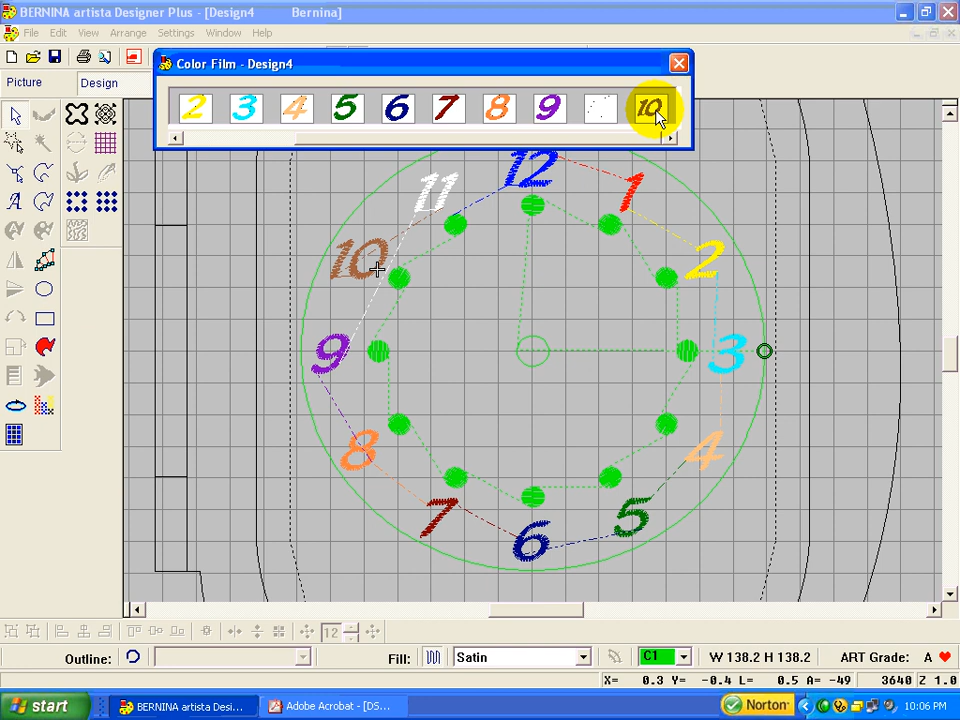 BERNINA artista Designer Plus - [Design4 Bernina]
File Edit View Arrange Settings Window Help
Color Film - Design4
Picture Design
2 3 4 5 6 7 8 9 10
12
11 1
10 2
9 3
8 4
7 5
6
12
Outline: Fill: Satin C1 W 138.2 H 138.2 ART Grade: A
X= 0.3 Y= -0.4 L= 0.5 A= -49 3640 Z 1.0
start BERNINA artista Desi... Adobe Acrobat - [DS... Norton 10:06 PM